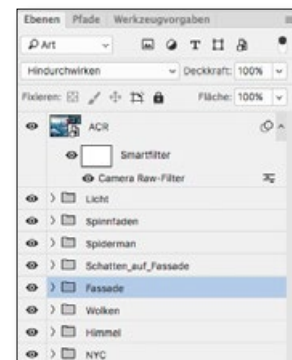 Ebenen Pfade Werkzeugvorgaben
Art
Hindurchwirken Deckkraft: 100%
Fixieren: Fläche: 100%
ACR
Smartfilter
Camera Raw-Filter
Licht
Spinnfaden
Spiderman
Schatten_auf_Fassade
Fassade
Wolken
Himmel
NYC